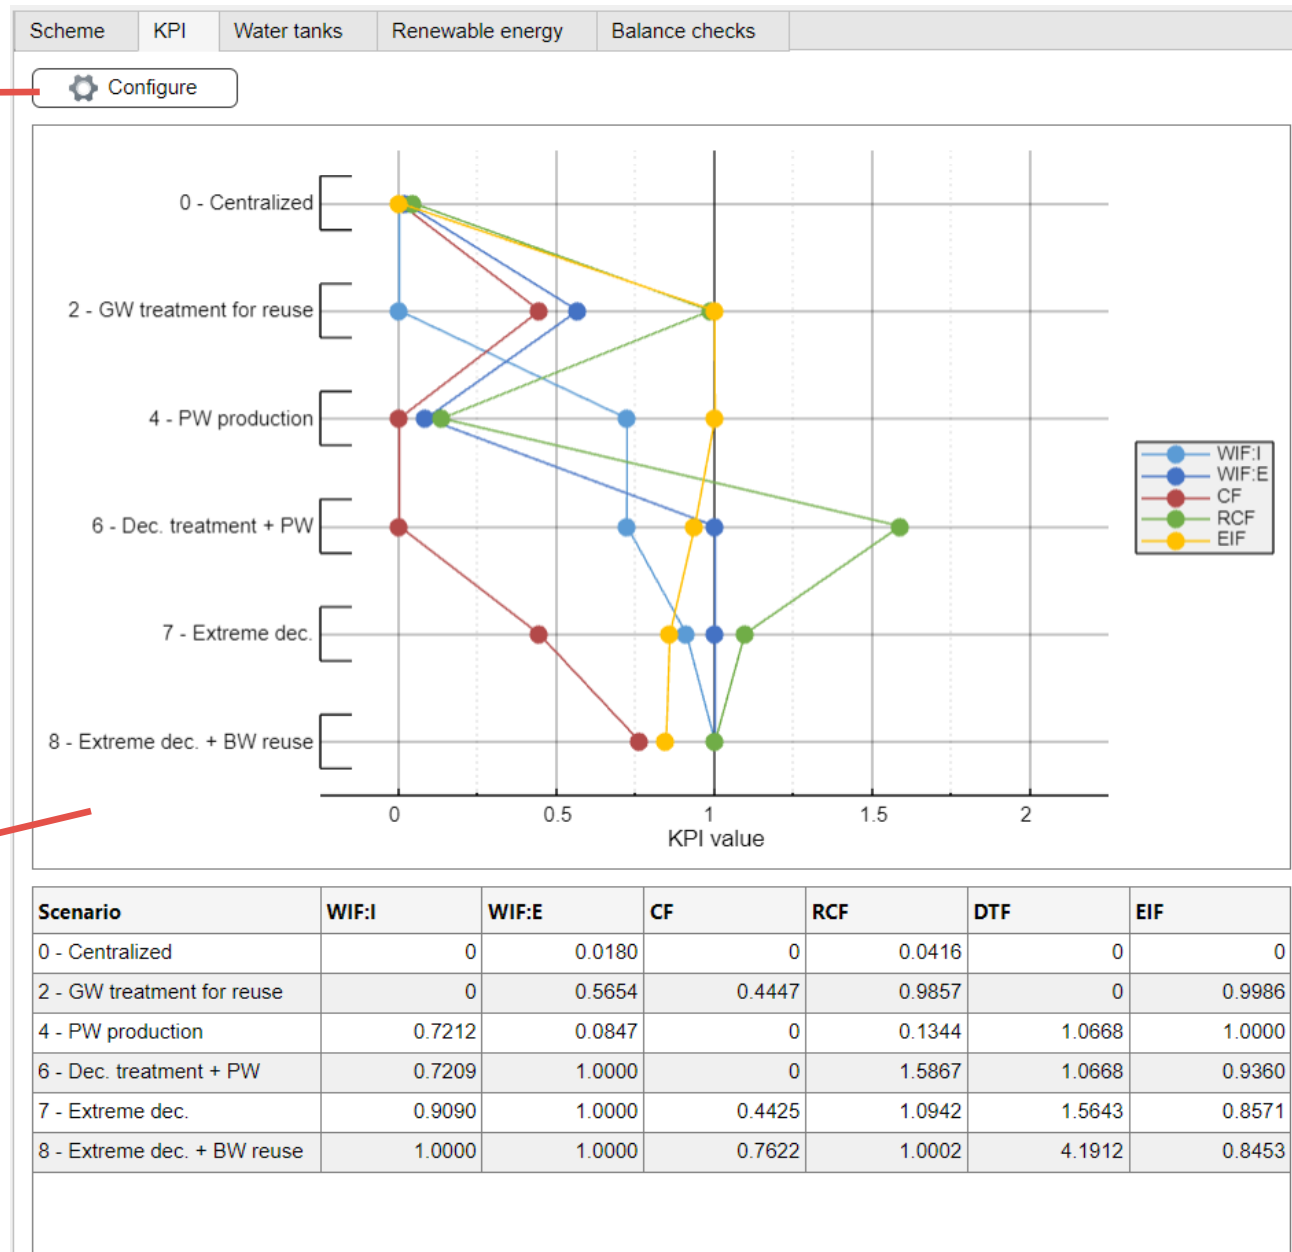 Scheme KPI Water tanks Renewable energy Balance checks
Configure
0 - Centralized
2 - GW treatment for reuse
4 - PW production
6 - Dec. treatment + PW
7 - Extreme dec.
8 - Extreme dec. + BW reuse
0 0.5 1 1.5 2
KPI value
WIF:I
WIF:E
CF
RCF
EIF
Scenario WIF:I WIF:E CF RCF DTF EIF
0 - Centralized 0 0.0180 0 0.0416 0 0
2 - GW treatment for reuse 0 0.5654 0.4447 0.9857 0 0.9986
4 - PW production 0.7212 0.0847 0 0.1344 1.0668 1.0000
6 - Dec. treatment + PW 0.7209 1.0000 0 1.5867 1.0668 0.9360
7 - Extreme dec. 0.9090 1.0000 0.4425 1.0942 1.5643 0.8571
8 - Extreme dec. + BW reuse 1.0000 1.0000 0.7622 1.0002 4.1912 0.8453